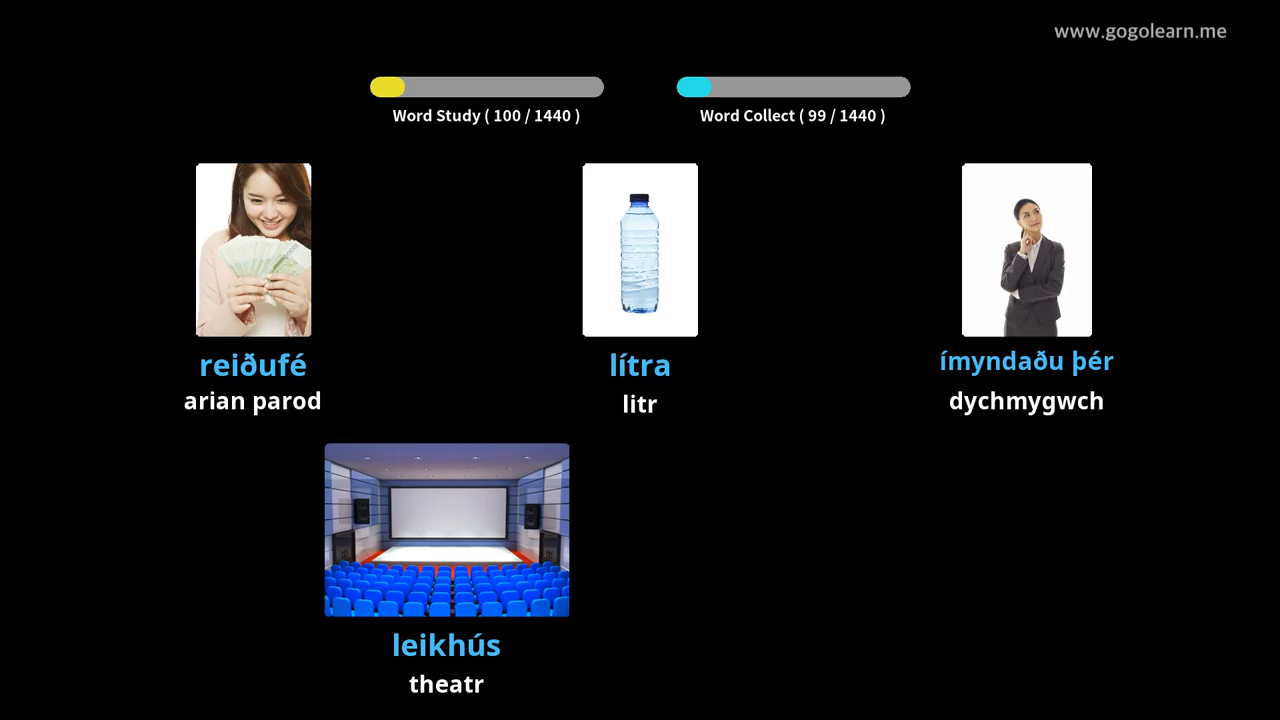 www.gogolearn.me
Word Study ( 100 / 1440 )
Word Collect ( 99 / 1440 )
reiðufé
arian parod
lítra
litr
ímyndaðu þér
dychmygwch
leikhús
theatr